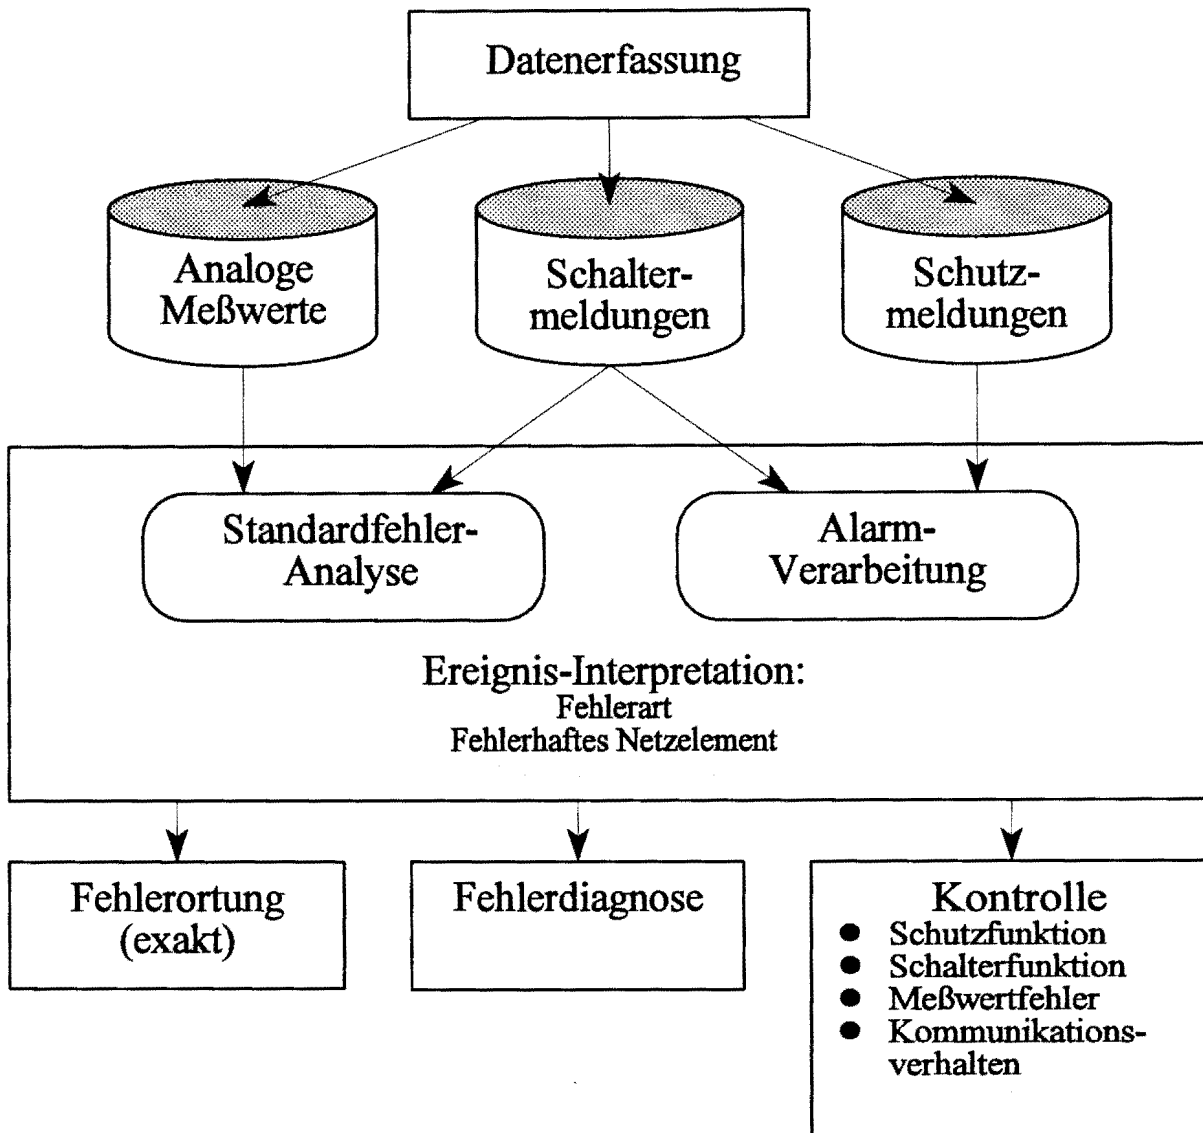 Datenerfassung
Analoge
Meßwerte
Schalter-
meldungen
Schutz-
meldungen
Standardfehler-
Analyse
Alarm-
Verarbeitung
Ereignis-Interpretation:
Fehlerart
Fehlerhaftes Netzelement
Fehlerortung
(exakt)
Fehlerdiagnose
Kontrolle
● Schutzfunktion
● Schalterfunktion
● Meßwertfehler
● Kommunikations-
verhalten